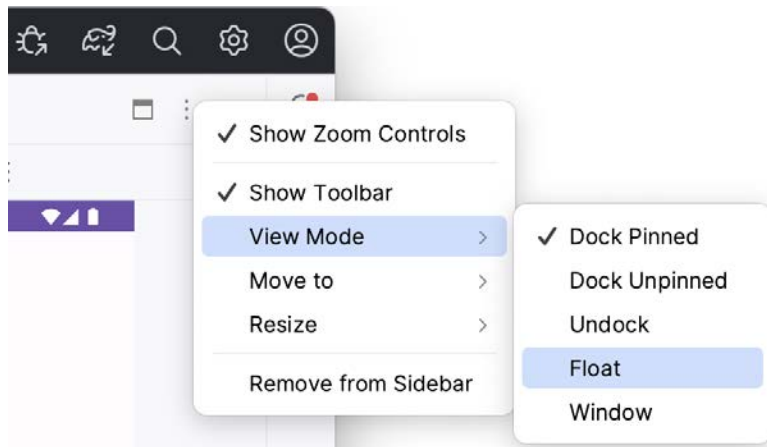 Show Zoom Controls
Show Toolbar
View Mode
Move to
Resize
Remove from Sidebar
Dock Pinned
Dock Unpinned
Undock
Float
Window